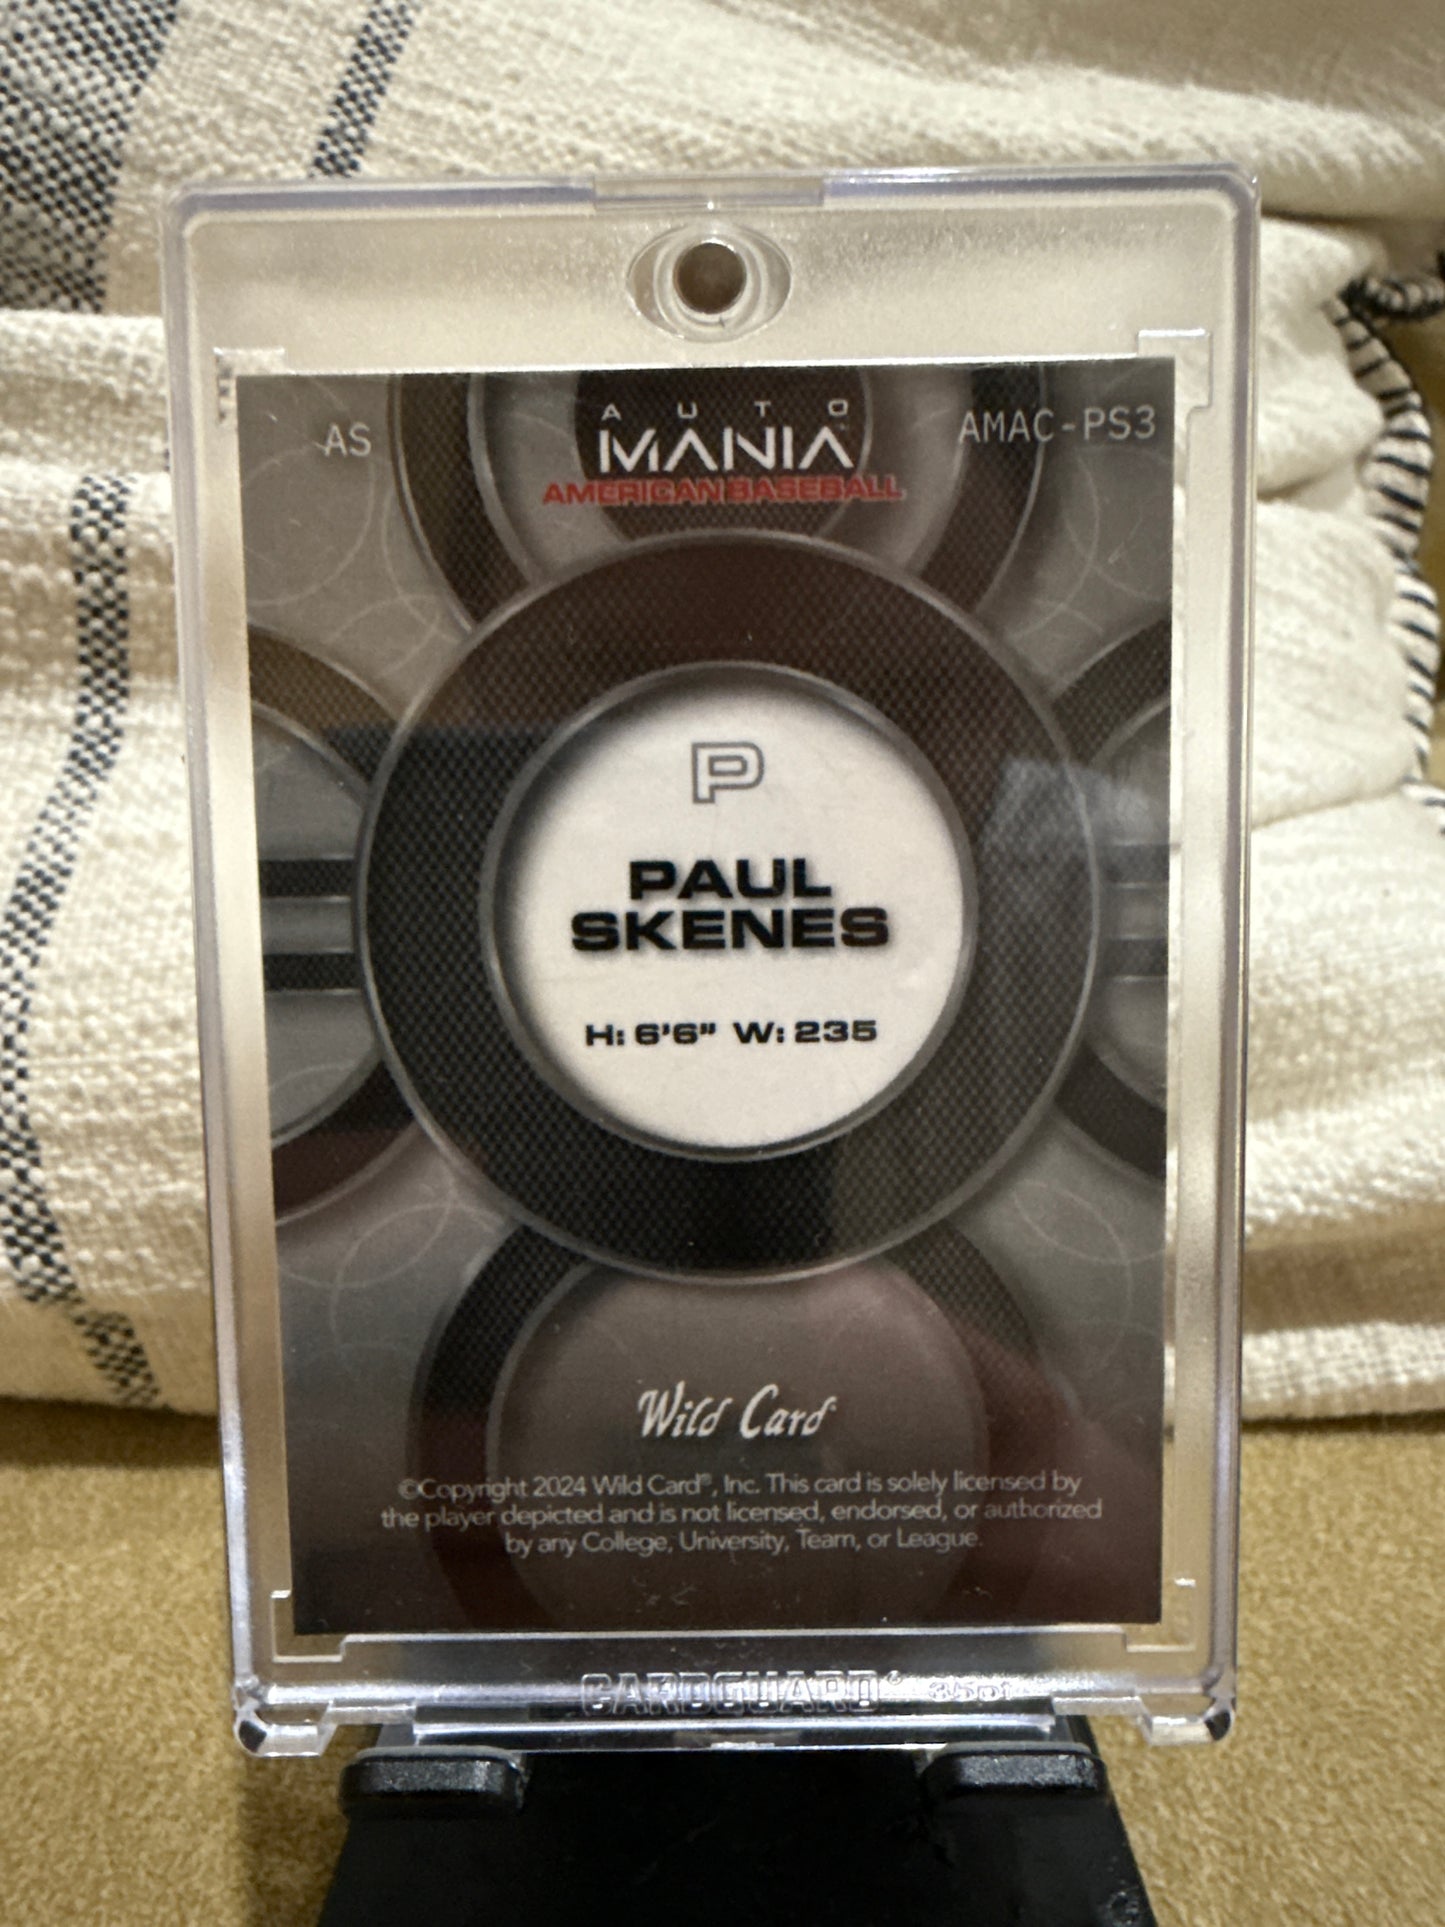 AS
AUTO
MANIA
AMERICAN BASEBALL
AMAC-PS3
P
PAUL
SKENES
H: 6'6" W: 235
Wild Card®
©Copyright 2024 Wild Card®, Inc. This card is solely licensed by
the player depicted and is not licensed, endorsed, or authorized
by any College, University, Team, or League.
CARDGUARD® 35pt